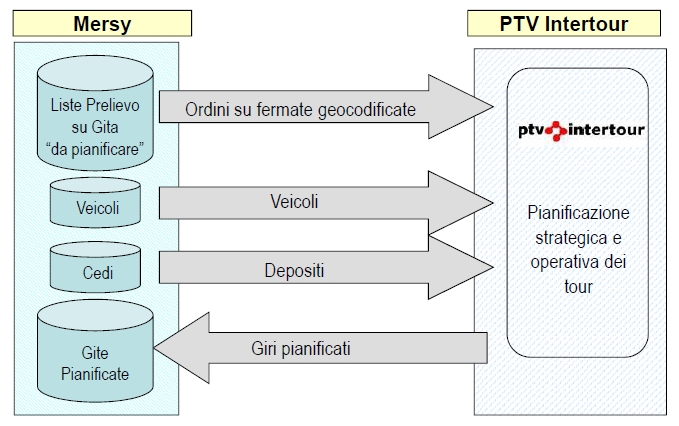 Mersy
PTV Intertour
Liste Prelievo
su Gita
“da pianificare”
Ordini su fermate geocodificate
ptv intertour
Veicoli
Veicoli
Pianificazione
strategica e
operativa dei
tour
Cedi
Depositi
Gite
Pianificate
Giri pianificati